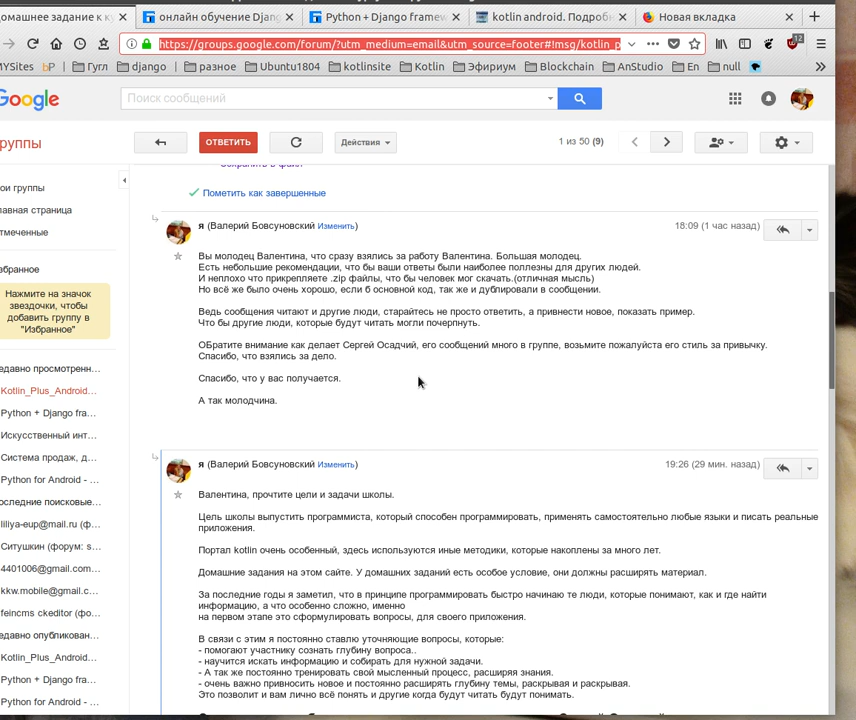 омашнее задание к к
онлайн обучение Djang
Python + Django framew
kotlin android. Подробн
Новая вкладка
https://groups.google.com/forum/?utm_medium=email&utm_source=footer#!msg/kotlin_p
12
MYSites
bP
Гугл
django
разное
Ubuntu1804
kotlinsite
Kotlin
Эфириум
Blockchain
AnStudio
En
null
Google
Поиск сообщений
руппы
ОТВЕТИТЬ
Действия
1 из 50 (9)
Сохранить в файл
Пометить как завершенные
ои группы
лавная страница
тмеченные
збранное
Нажмите на значок
звездочки, чтобы
добавить группу в
"Избранное"
едавно просмотренн...
Kotlin_Plus_Android...
Python + Django fra...
Искусственный инт...
Система продаж, д...
Python for Android - ...
оследние поисковые...
liliya-eup@mail.ru (ф...
Ситушкин (форум: s...
4401006@gmail.com...
kkw.mobile@gmail.c...
feincms ckeditor (фо...
едавно опубликован...
Kotlin_Plus_Android...
Python + Django fra...
Python for Android - ...
я (Валерий Бовсуновский Изменить)
18:09 (1 час назад)
Вы молодец Валентина, что сразу взялись за работу Валентина. Большая молодец.
Есть небольшие рекомендации, что бы ваши ответы были наиболее поллезны для других людей.
И неплохо что прикрепляете .zip файлы, что бы человек мог скачать.(отличная мысль)
Но всё же было очень хорошо, если б основной код, так же и дублировали в сообщении.
Ведь сообщения читают и другие люди, старайтесь не просто ответить, а привнести новое, показать пример.
Что бы другие люди, которые будут читать могли почерпнуть.
ОБратите внимание как делает Сергей Осадчий, его сообщений много в группе, возьмите пожалуйста его стиль за привычку.
Спасибо, что взялись за дело.
Спасибо, что у вас получается.
А так молодчина.
я (Валерий Бовсуновский Изменить)
19:26 (29 мин. назад)
Валентина, прочтите цели и задачи школы.
Цель школы выпустить программиста, который способен программировать, применять самостоятельно любые языки и писать реальные
приложения.
Портал kotlin очень особенный, здесь используются иные методики, которые накоплены за много лет.
Домашние задания на этом сайте. У домашних заданий есть особое условие, они должны расширять материал.
За последние годы я заметил, что в принципе программировать быстро начинаю те люди, которые понимают, как и где найти
информацию, а что особенно сложно, именно
на первом этапе это сформулировать вопросы, для своего приложения.
В связи с этим я постоянно ставлю уточняющие вопросы, которые:
- помогают участнику сознать глубину вопроса..
- научится искать информацию и собирать для нужной задачи.
- А так же постоянно тренировать свой мысленный процесс, расширяя знания.
- очень важно привносить новое и постоянно расширять глубину темы, раскрывая и раскрывая.
Это позволит и вам лично всё понять и другие когда будут читать будут понимать.